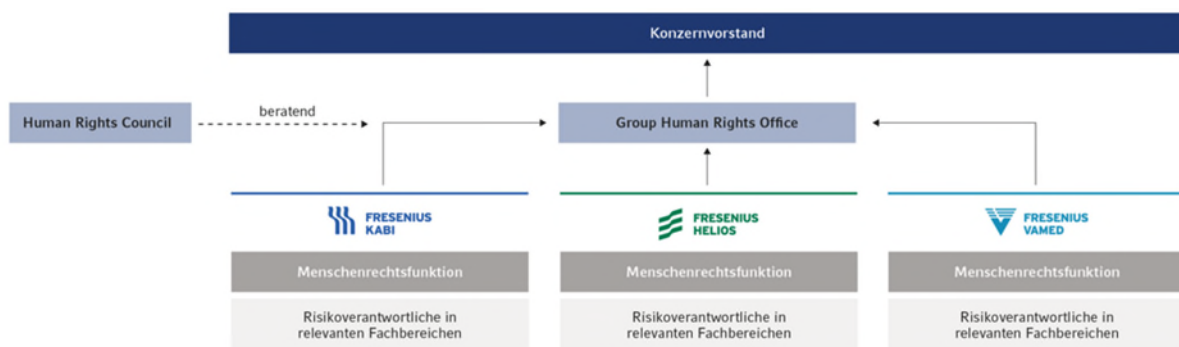 Konzernvorstand
beratend
Human Rights Council
Group Human Rights Office
FRESENIUS
KABI
FRESENIUS
HELIOS
FRESENIUS
VAMED
Menschenrechtsfunktion
Menschenrechtsfunktion
Menschenrechtsfunktion
Risikoverantwortliche in
relevanten Fachbereichen
Risikoverantwortliche in
relevanten Fachbereichen
Risikoverantwortliche in
relevanten Fachbereichen